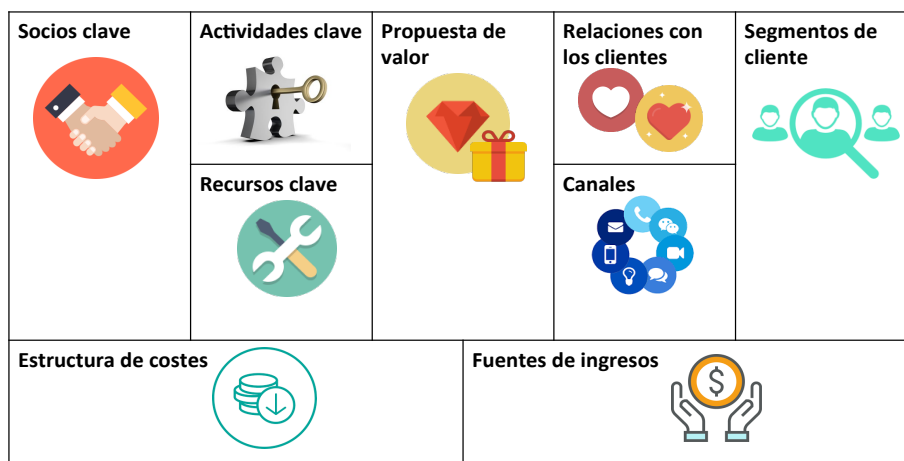 Socios clave
Actividades clave
Propuesta de
valor
Relaciones con
los clientes
Segmentos de
cliente
Recursos clave
Canales
Estructura de costes
Fuentes de ingresos
$